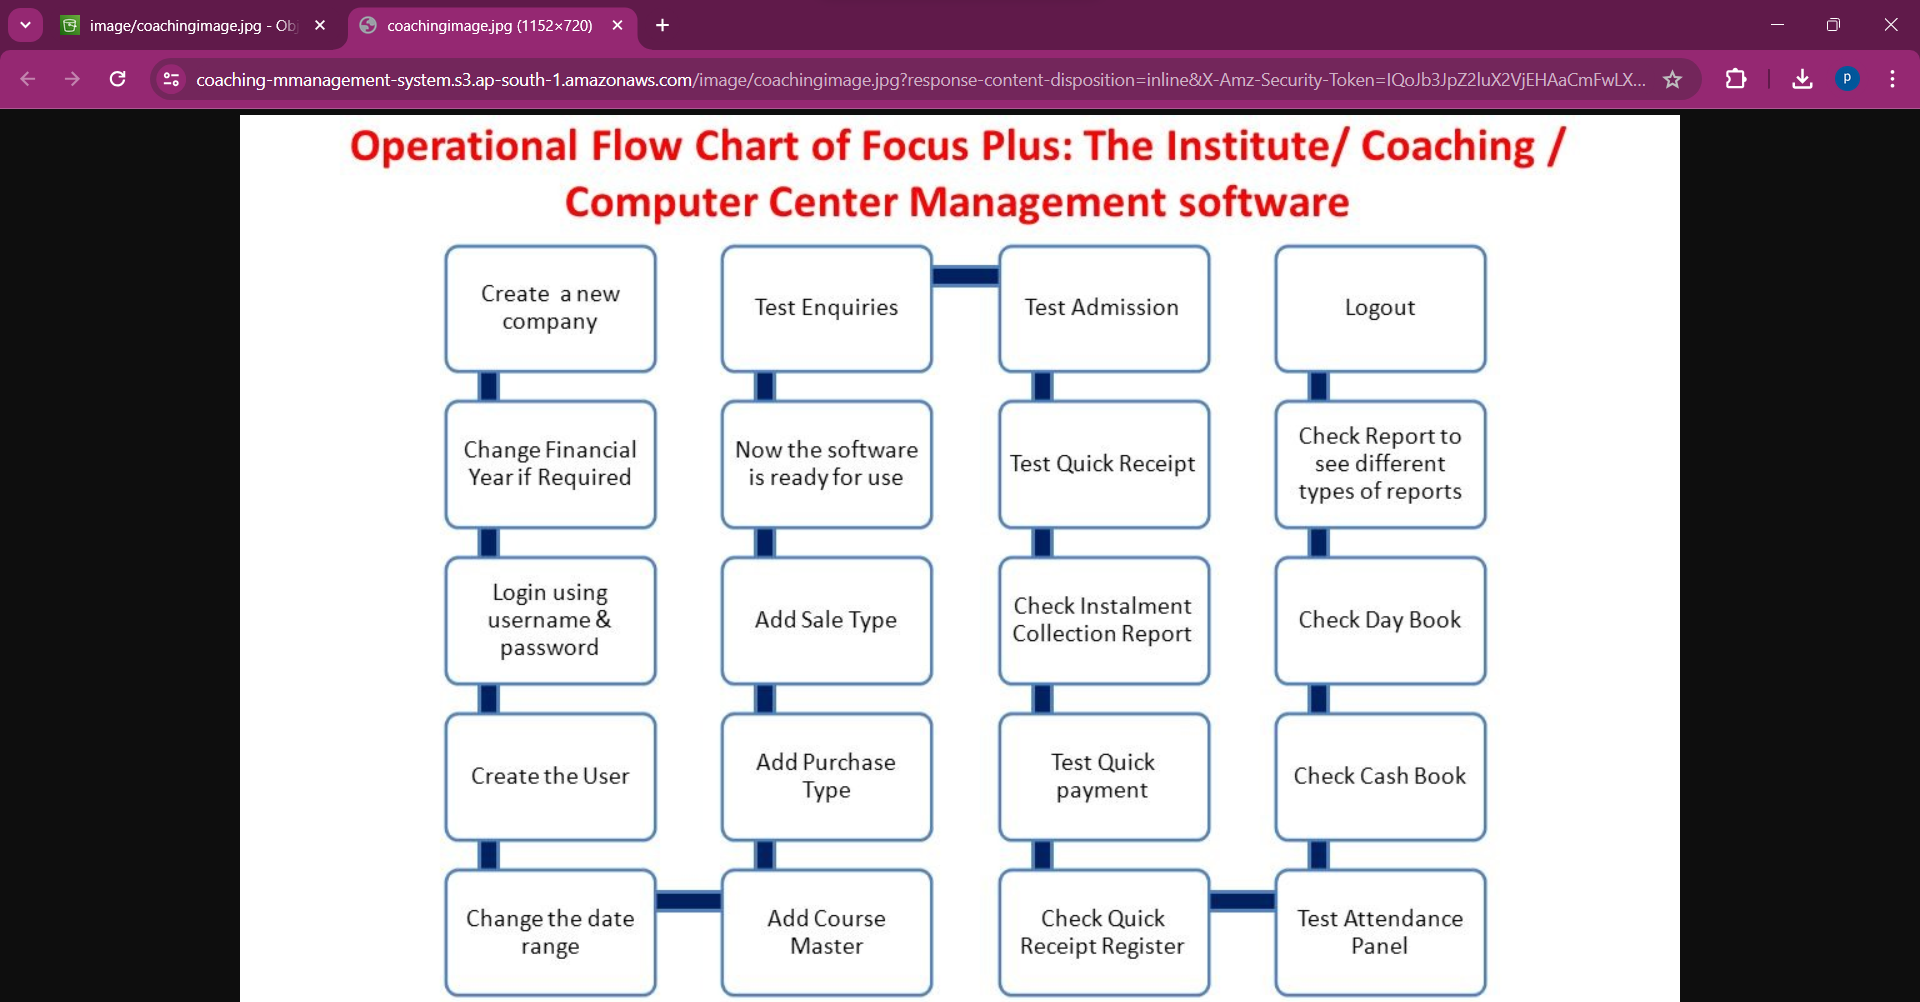 image/coachingimage.jpg - Ob
coachingimage.jpg (1152×720)
coaching-mmanagement-system.s3.ap-south-1.amazonaws.com/image/coachingimage.jpg?response-content-disposition=inline&X-Amz-Security-Token=IQoJb3JpZ2luX2VjEHAaCmFwLX...
p
Operational Flow Chart of Focus Plus: The Institute/ Coaching /
Computer Center Management software
Create a new
company
Change Financial
Year if Required
Login using
username &
password
Create the User
Change the date
range
Test Enquiries
Now the software
is ready for use
Add Sale Type
Add Purchase
Type
Add Course
Master
Test Admission
Test Quick Receipt
Check Instalment
Collection Report
Test Quick
payment
Check Quick
Receipt Register
Logout
Check Report to
see different
types of reports
Check Day Book
Check Cash Book
Test Attendance
Panel